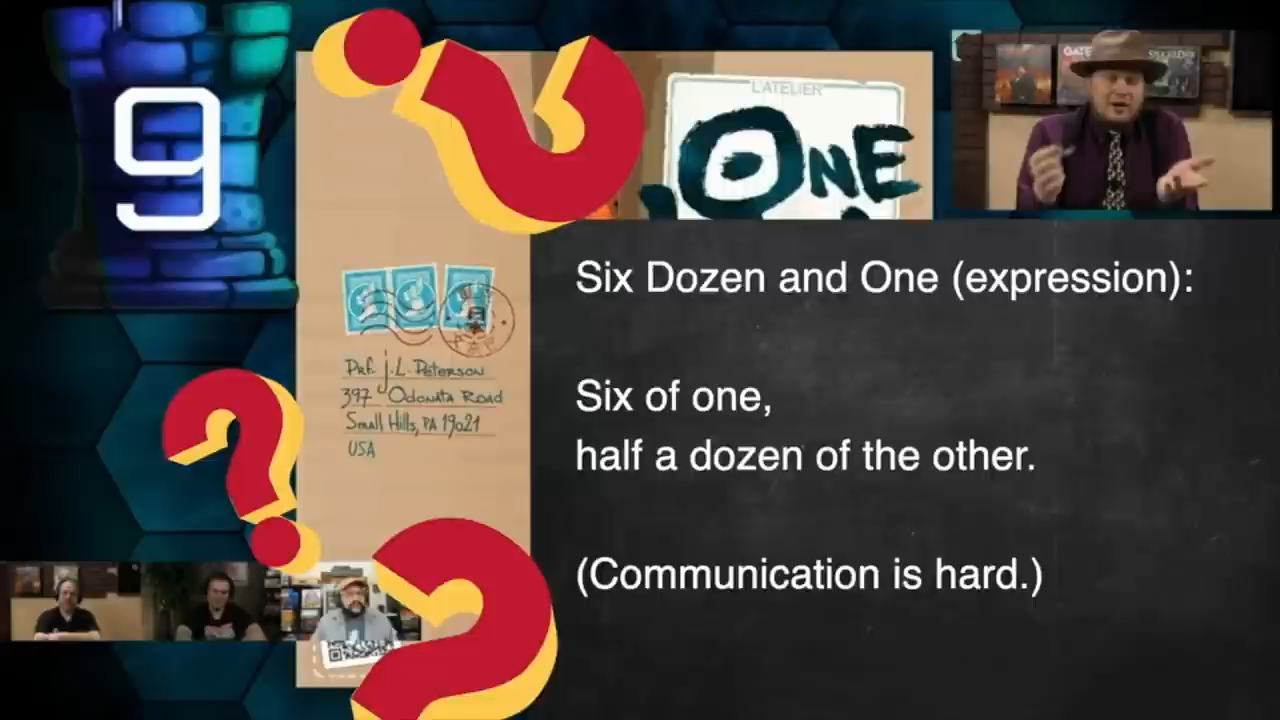 9
L'ATELIER
ONE
Six Dozen and One (expression):
Six of one,
half a dozen of the other.
(Communication is hard.)
Prf. j.L. Peterson
397 Odonata Road
Small Hills, PA 19021
USA